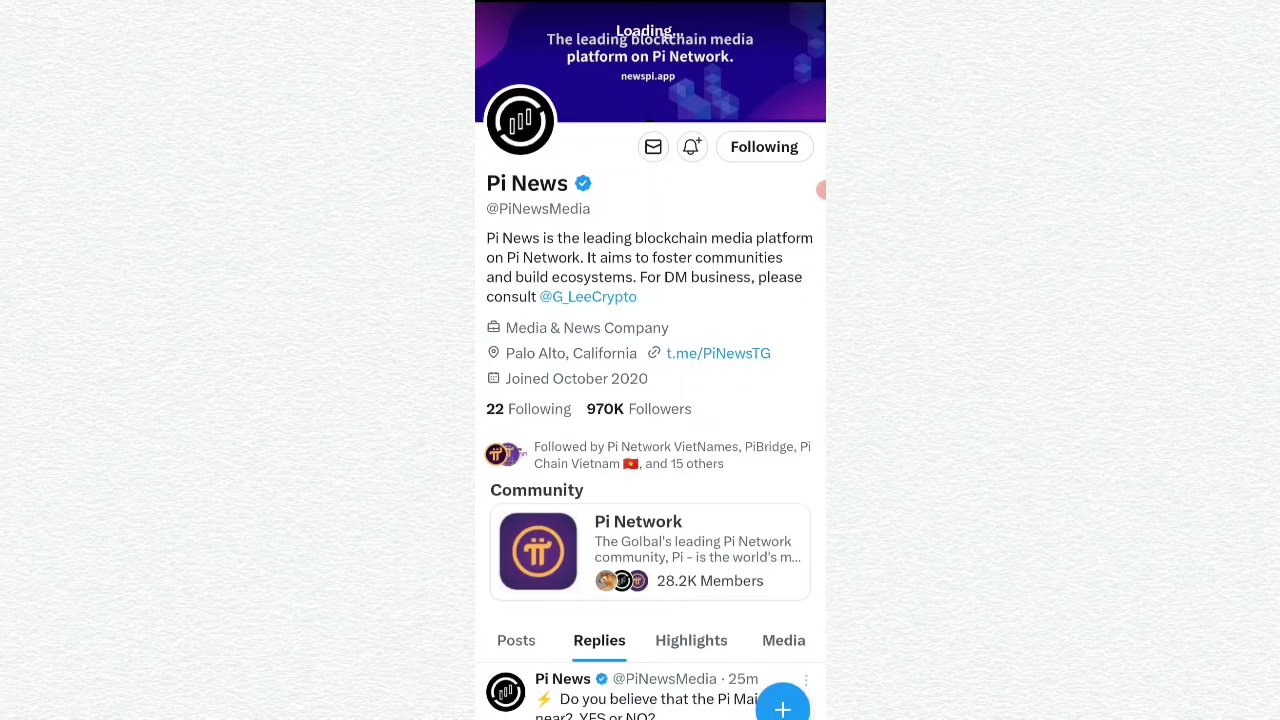 Loading...
The leading blockchain media
platform on Pi Network.
newspi.app
Following
Pi News
@PiNewsMedia
Pi News is the leading blockchain media platform
on Pi Network. It aims to foster communities
and build ecosystems. For DM business, please
consult @G_LeeCrypto
Media & News Company
Palo Alto, California t.me/PiNewsTG
Joined October 2020
22 Following 970K Followers
Followed by Pi Network VietNames, PiBridge, Pi
Chain Vietnam 🇻🇳, and 15 others
Community
Pi Network
The Golbal's leading Pi Network
community, Pi - is the world's m...
28.2K Members
Posts Replies Highlights Media
Pi News @PiNewsMedia · 25m
⚡ Do you believe that the Pi
near? YES or NO?